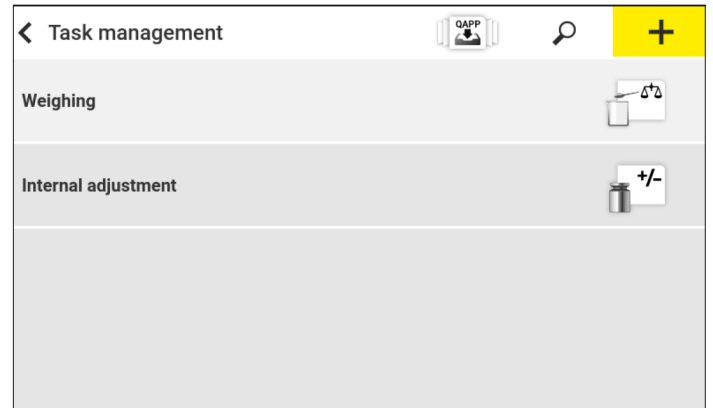 Task management
QAPP
Weighing
Internal adjustment
+/-